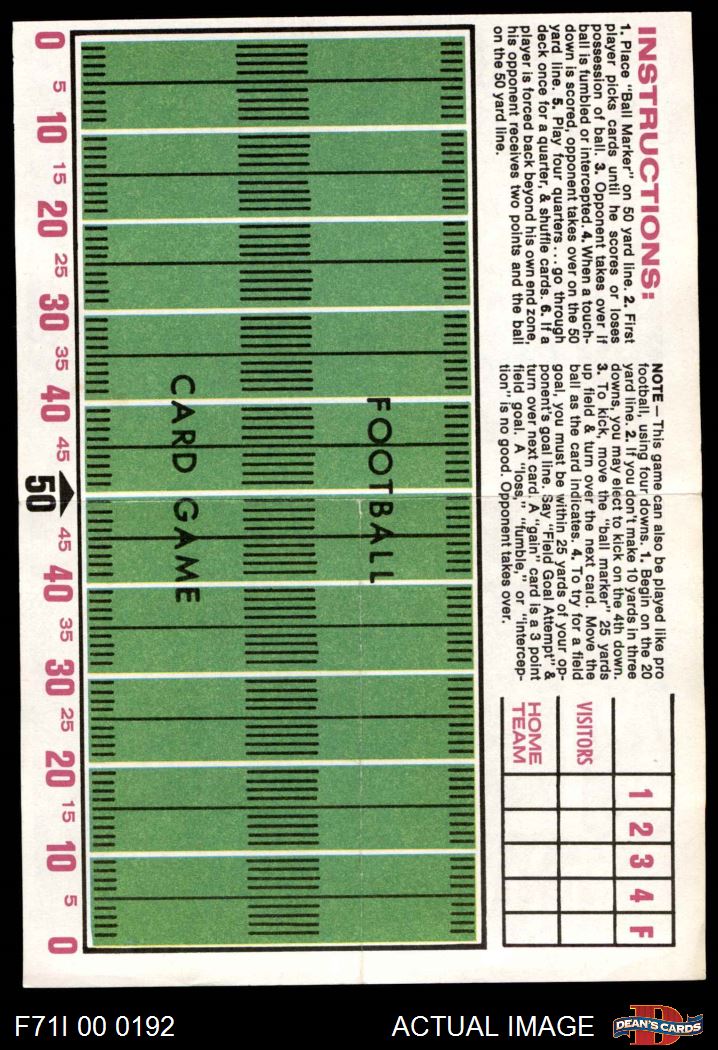 INSTRUCTIONS:
1. Place "Ball Marker" on 50 yard line. 2. First
player picks cards until he scores or loses
possession of ball. 3. Opponent takes over if
ball is fumbled or intercepted. 4. When a touch-
down is scored, opponent takes over on the 50
yard line. 5. Play four quarters...go through
deck once for a quarter, & shuffle cards. 6. If a
player is forced back beyond his own end zone,
his opponent receives two points and the ball
on the 50 yard line.
NOTE — This game can also be played like pro
football, using four downs. 1. Begin on the 20
yard line. 2. If you don't make 10 yards in three
downs, you may elect to kick on the 4th down.
3. To kick, move the "ball marker" 25 yards
up field & turn over the next card. Move the
ball as the card indicates. 4. To try for a field
goal, you must be within 25 yards of your op-
ponent's goal line. Say "Field Goal Attempt" &
turn over next card. A "gain" card is a 3 point
field goal. A "loss," "fumble," or "intercep-
tion" is no good. Opponent takes over.
1 2 3 4 F
VISITORS
HOME
TEAM
FOOTBALL
CARD GAME
0 5 10 15 20 25 30 35 40 45 50 45 40 35 30 25 20 15 10 5 0
F71I 00 0192
ACTUAL IMAGE
D
DEAN'S CARDS